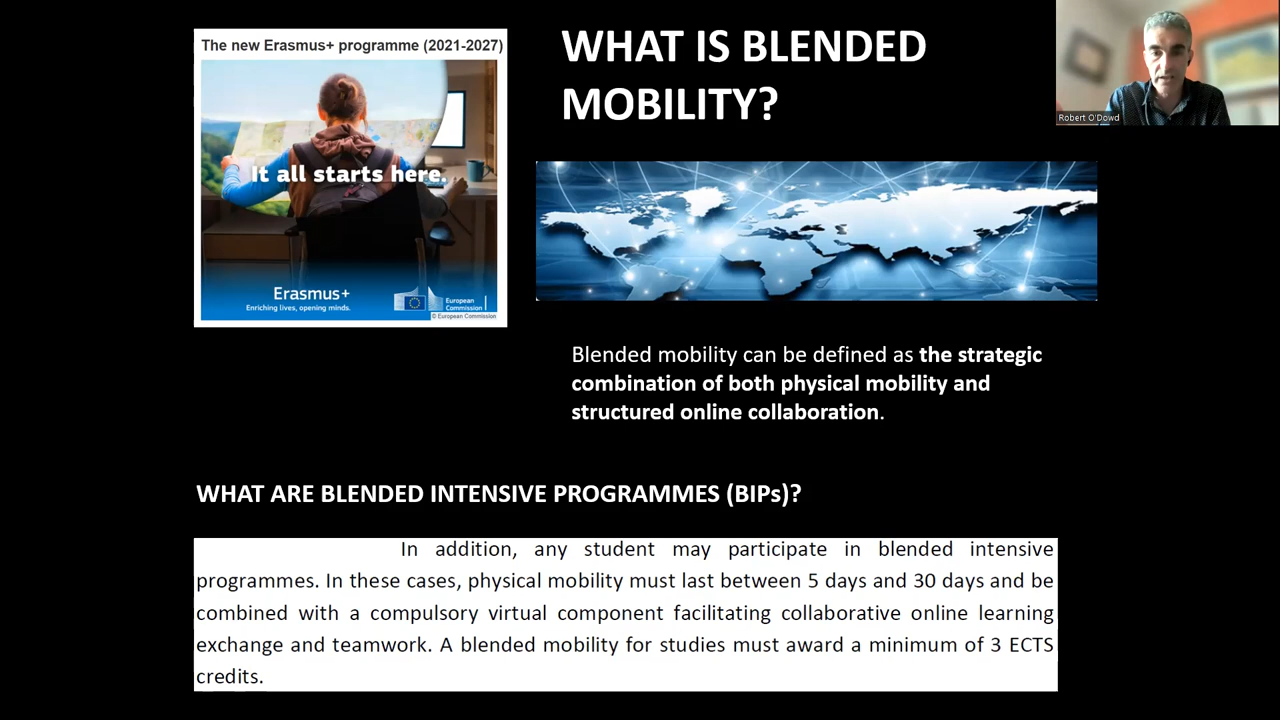 The new Erasmus+ programme (2021-2027)
It all starts here.
Erasmus+
Enriching lives, opening minds.
European
Commission
© European Commission
WHAT IS BLENDED
MOBILITY?
Robert O'Dowd
Blended mobility can be defined as the strategic
combination of both physical mobility and
structured online collaboration.
WHAT ARE BLENDED INTENSIVE PROGRAMMES (BIPs)?
In addition, any student may participate in blended intensive
programmes. In these cases, physical mobility must last between 5 days and 30 days and be
combined with a compulsory virtual component facilitating collaborative online learning
exchange and teamwork. A blended mobility for studies must award a minimum of 3 ECTS
credits.